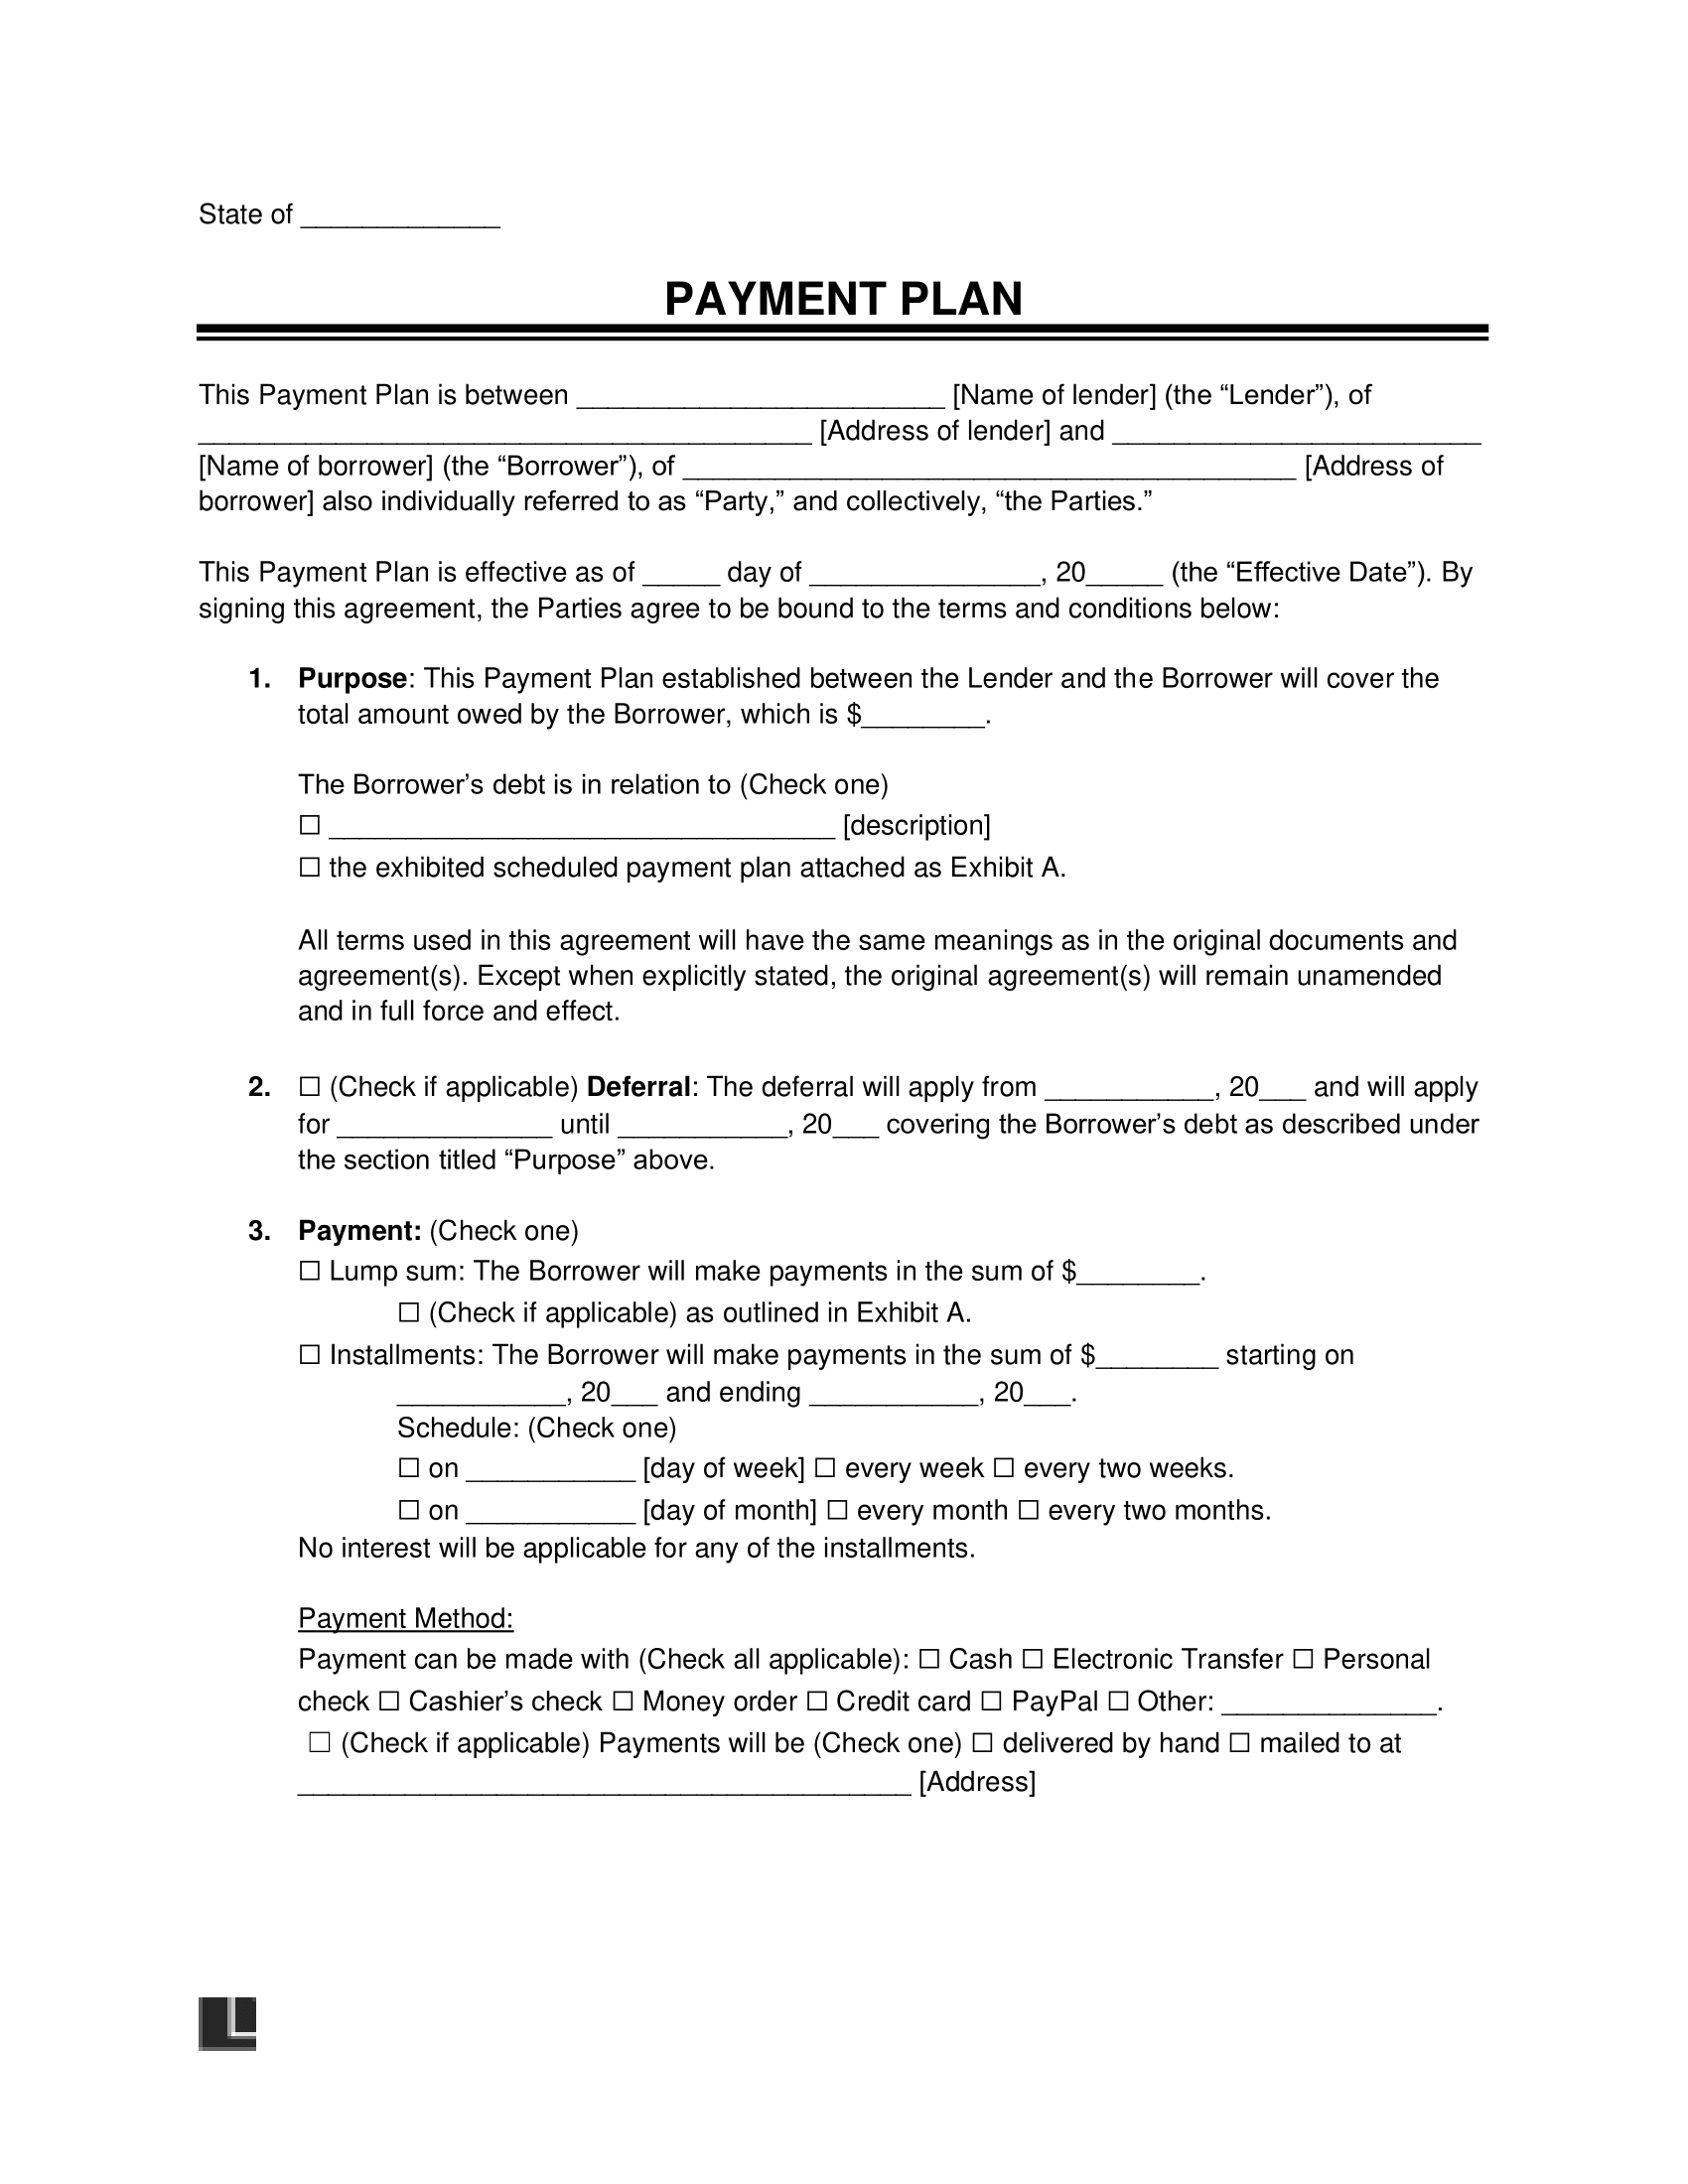 State of _____________
PAYMENT PLAN
This Payment Plan is between ________________________ [Name of lender] (the “Lender”), of
________________________________________ [Address of lender] and ________________________
[Name of borrower] (the “Borrower”), of ________________________________________ [Address of
borrower] also individually referred to as “Party,” and collectively, “the Parties.”
This Payment Plan is effective as of _____ day of _______________, 20_____ (the “Effective Date”). By
signing this agreement, the Parties agree to be bound to the terms and conditions below:
1. Purpose: This Payment Plan established between the Lender and the Borrower will cover the
total amount owed by the Borrower, which is $________.
The Borrower’s debt is in relation to (Check one)
☐ _________________________________ [description]
☐ the exhibited scheduled payment plan attached as Exhibit A.
All terms used in this agreement will have the same meanings as in the original documents and
agreement(s). Except when explicitly stated, the original agreement(s) will remain unamended
and in full force and effect.
2. ☐ (Check if applicable) Deferral: The deferral will apply from ___________, 20___ and will apply
for ______________ until ___________, 20___ covering the Borrower’s debt as described under
the section titled “Purpose” above.
3. Payment: (Check one)
☐ Lump sum: The Borrower will make payments in the sum of $________.
☐ (Check if applicable) as outlined in Exhibit A.
☐ Installments: The Borrower will make payments in the sum of $________ starting on
___________, 20___ and ending ___________, 20___.
Schedule: (Check one)
☐ on ___________ [day of week] ☐ every week ☐ every two weeks.
☐ on ___________ [day of month] ☐ every month ☐ every two months.
No interest will be applicable for any of the installments.
Payment Method:
Payment can be made with (Check all applicable): ☐ Cash ☐ Electronic Transfer ☐ Personal
check ☐ Cashier’s check ☐ Money order ☐ Credit card ☐ PayPal ☐ Other: ______________.
☐ (Check if applicable) Payments will be (Check one) ☐ delivered by hand ☐ mailed to at
________________________________________ [Address]